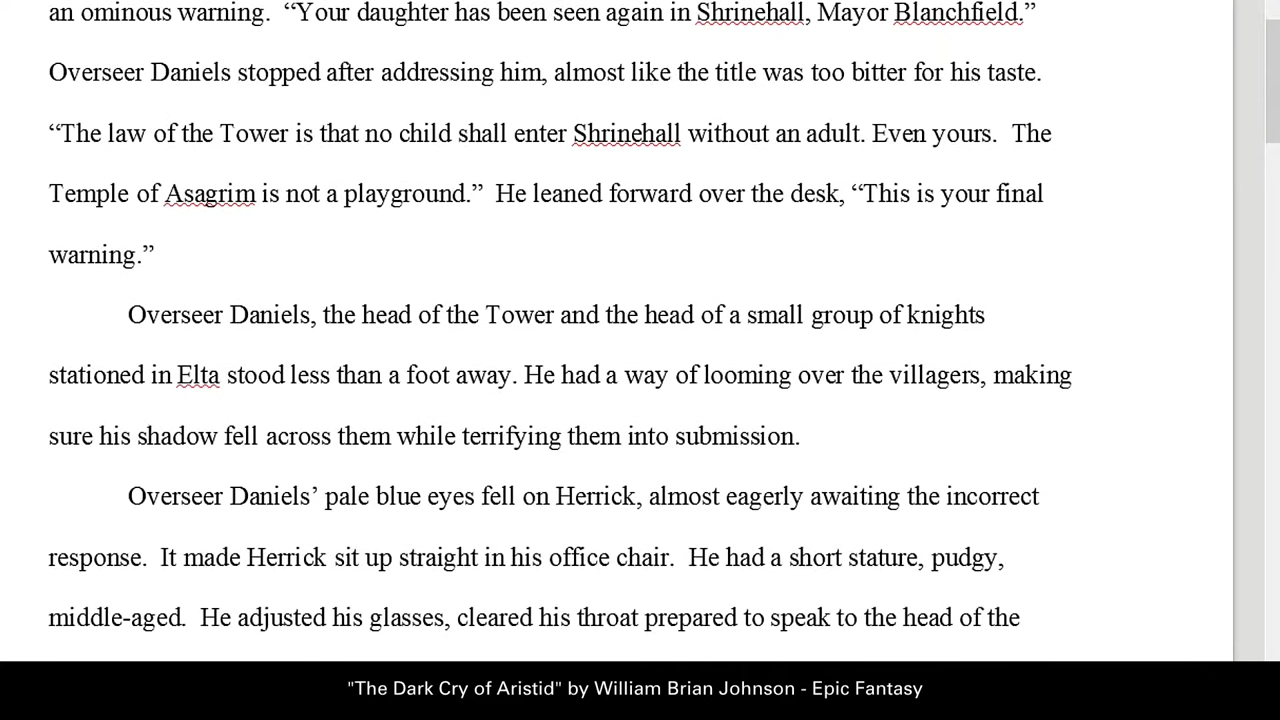 an ominous warning.  “Your daughter has been seen again in Shrinehall, Mayor Blanchfield.”
Overseer Daniels stopped after addressing him, almost like the title was too bitter for his taste.
“The law of the Tower is that no child shall enter Shrinehall without an adult. Even yours.  The
Temple of Asagrim is not a playground.”  He leaned forward over the desk, “This is your final
warning.”
Overseer Daniels, the head of the Tower and the head of a small group of knights
stationed in Elta stood less than a foot away. He had a way of looming over the villagers, making
sure his shadow fell across them while terrifying them into submission.
Overseer Daniels’ pale blue eyes fell on Herrick, almost eagerly awaiting the incorrect
response.  It made Herrick sit up straight in his office chair.  He had a short stature, pudgy,
middle-aged.  He adjusted his glasses, cleared his throat prepared to speak to the head of the
"The Dark Cry of Aristid" by William Brian Johnson - Epic Fantasy